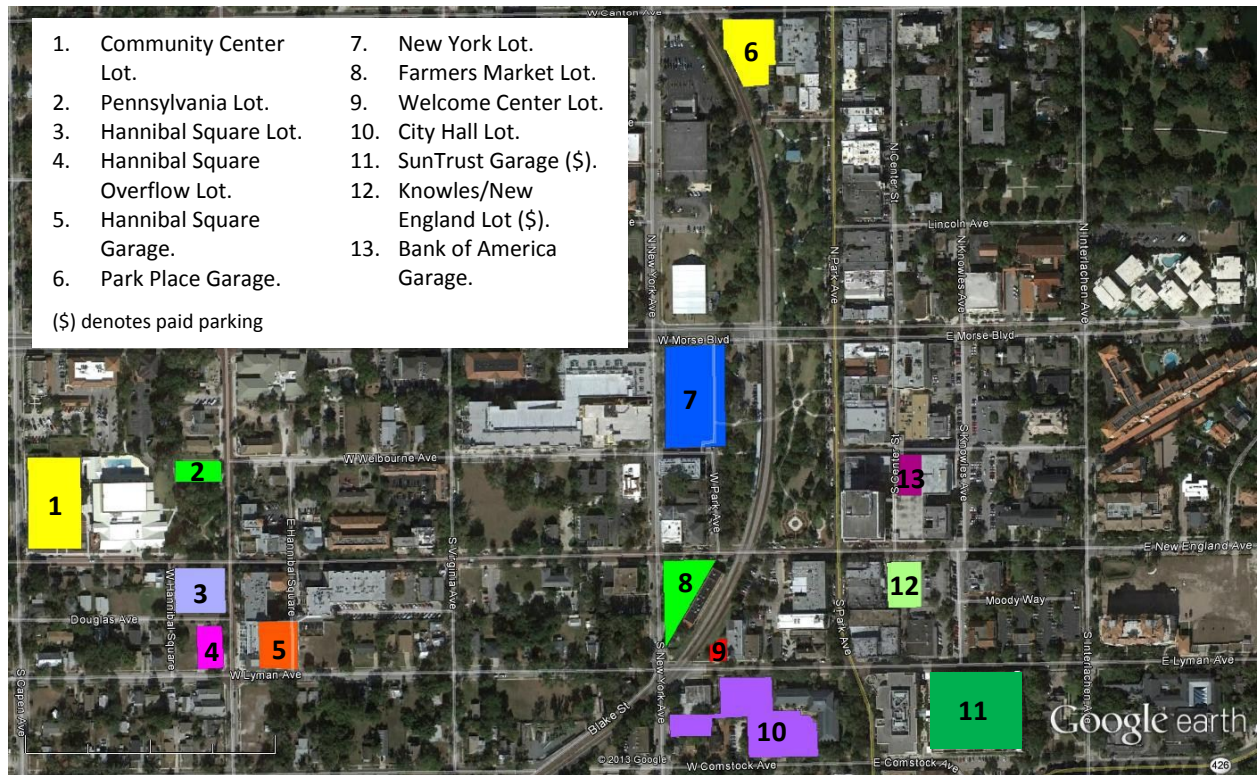 W Canton Ave
1. Community Center
Lot.
2. Pennsylvania Lot.
3. Hannibal Square Lot.
4. Hannibal Square
Overflow Lot.
5. Hannibal Square
Garage.
6. Park Place Garage.
($) denotes paid parking
7. New York Lot.
8. Farmers Market Lot.
9. Welcome Center Lot.
10. City Hall Lot.
11. SunTrust Garage ($).
12. Knowles/New
England Lot ($).
13. Bank of America
Garage.
6
N Center St
Lincoln Ave
N New York Ave
N Park Ave
N Knowles Ave
N Interlachen Ave
W Morse Blvd
E Morse Blvd
7
W Welbourne Ave
2
1
S Center St
S Knowles Ave
13
W Park Ave
E Hannibal Square
S Virginia Ave
E New England Ave
3
W Hannibal Square
8
12
Moody Way
Douglas Ave
S Park Ave
4
5
9
S New York Ave
S Interlachen Ave
W Lyman Ave
E Lyman Ave
S Capen Ave
Blake St
10
11
Google earth
© 2013 Google
W Comstock Ave
E Comstock Ave
426